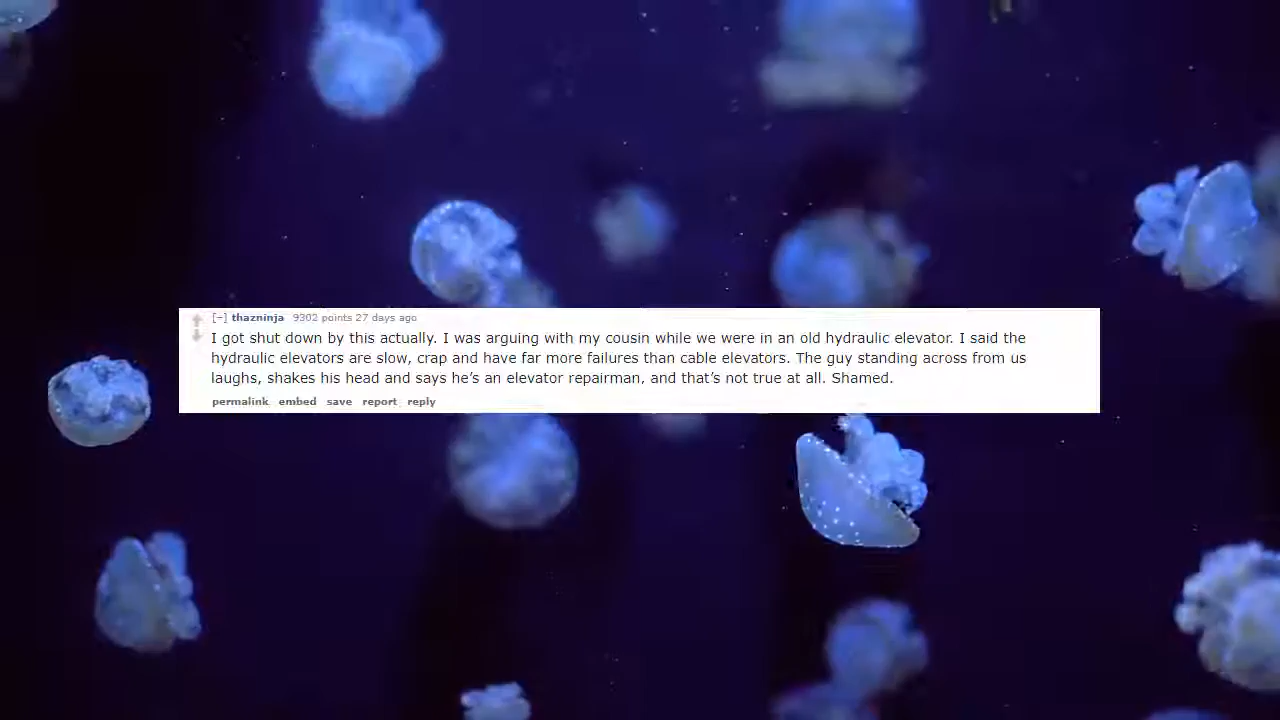 [–] thazninja 9302 points 27 days ago
I got shut down by this actually. I was arguing with my cousin while we were in an old hydraulic elevator. I said the
hydraulic elevators are slow, crap and have far more failures than cable elevators. The guy standing across from us
laughs, shakes his head and says he’s an elevator repairman, and that’s not true at all. Shamed.
permalink embed save report reply